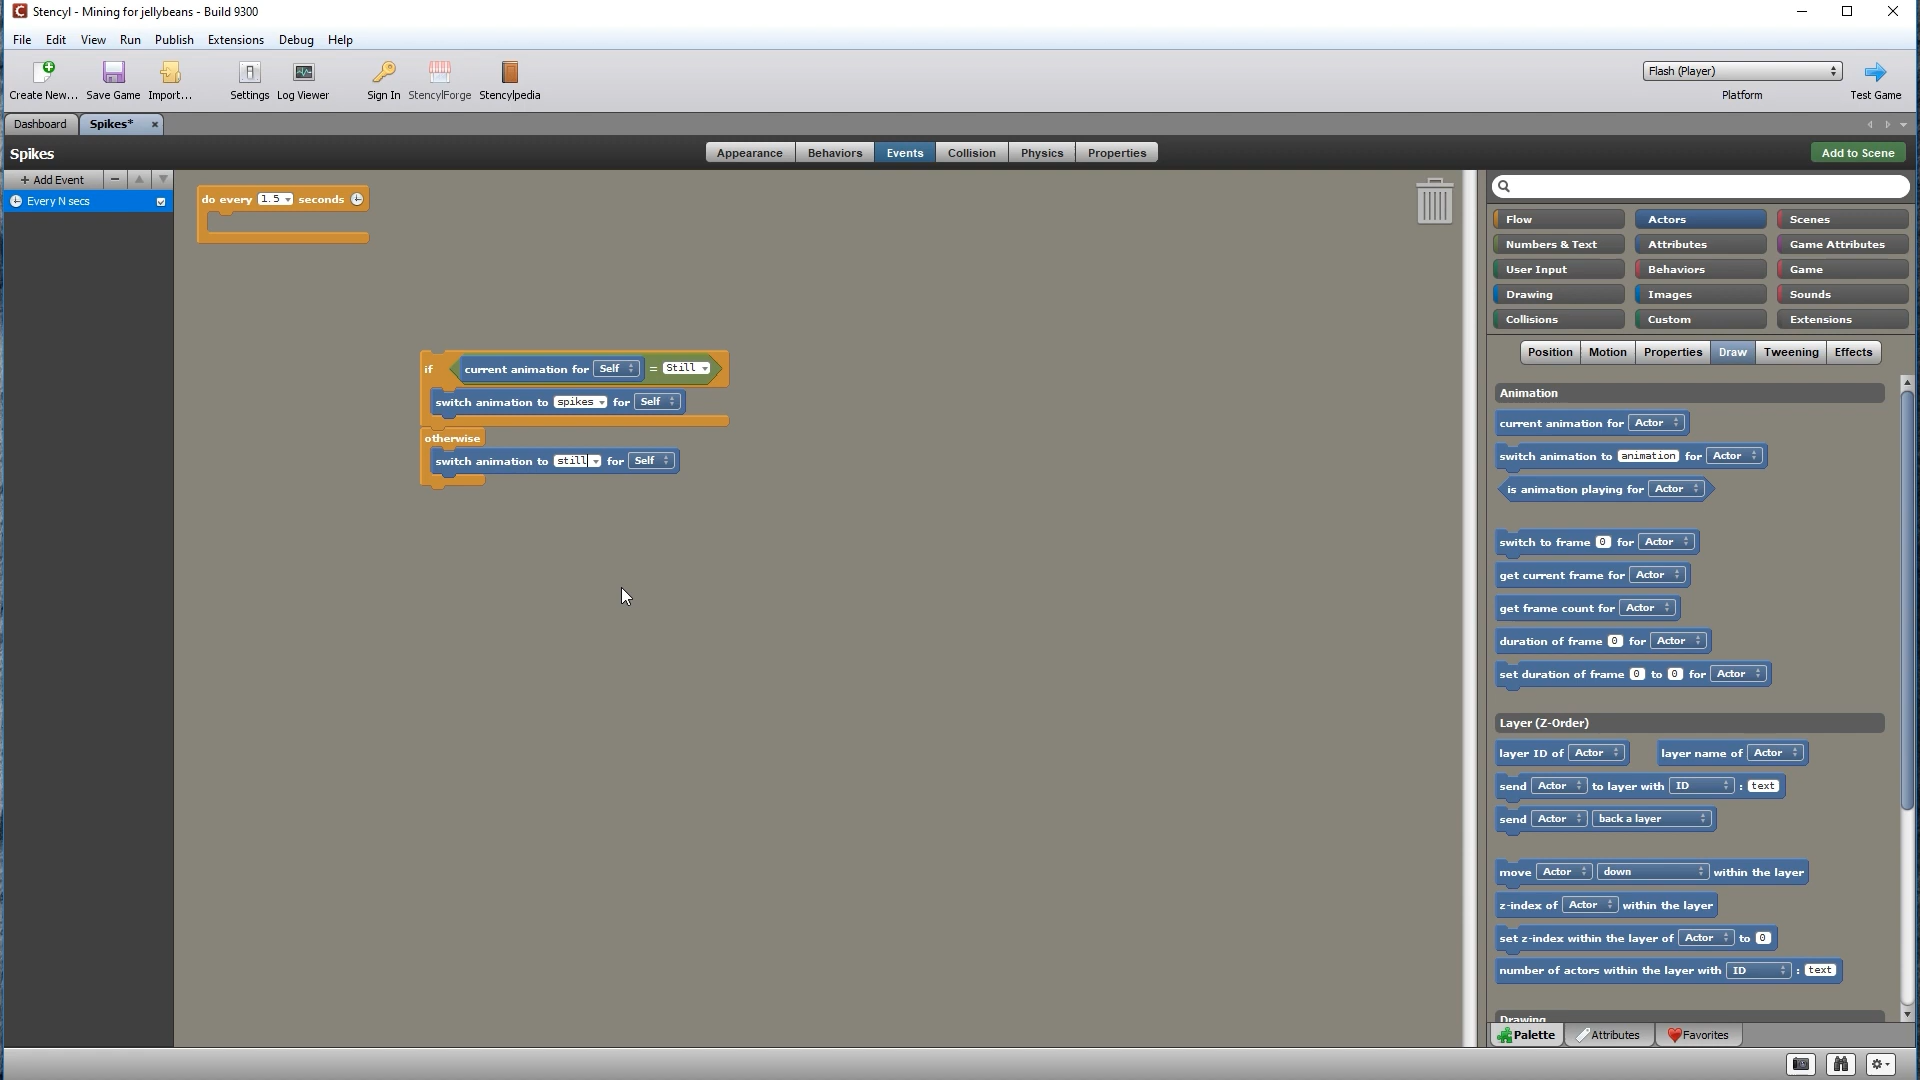 Stencyl - Mining for jellybeans - Build 9300
File Edit View Run Publish Extensions Debug Help
Create New... Save Game Import... Settings Log Viewer Sign In StencylForge Stencylpedia
Flash (Player)
Platform
Test Game
Dashboard Spikes*
Spikes
Appearance Behaviors Events Collision Physics Properties
Add to Scene
+ Add Event
Every N secs
do every 1.5 seconds
if current animation for Self = Still
switch animation to spikes for Self
otherwise
switch animation to still for Self
Flow Actors Scenes
Numbers & Text Attributes Game Attributes
User Input Behaviors Game
Drawing Images Sounds
Collisions Custom Extensions
Position Motion Properties Draw Tweening Effects
Animation
current animation for Actor
switch animation to animation for Actor
is animation playing for Actor
switch to frame 0 for Actor
get current frame for Actor
get frame count for Actor
duration of frame 0 for Actor
set duration of frame 0 to 0 for Actor
Layer (Z-Order)
layer ID of Actor layer name of Actor
send Actor to layer with ID : text
send Actor back a layer
move Actor down within the layer
z-index of Actor within the layer
set z-index within the layer of Actor to 0
number of actors within the layer with ID : text
Drawing
Palette Attributes Favorites